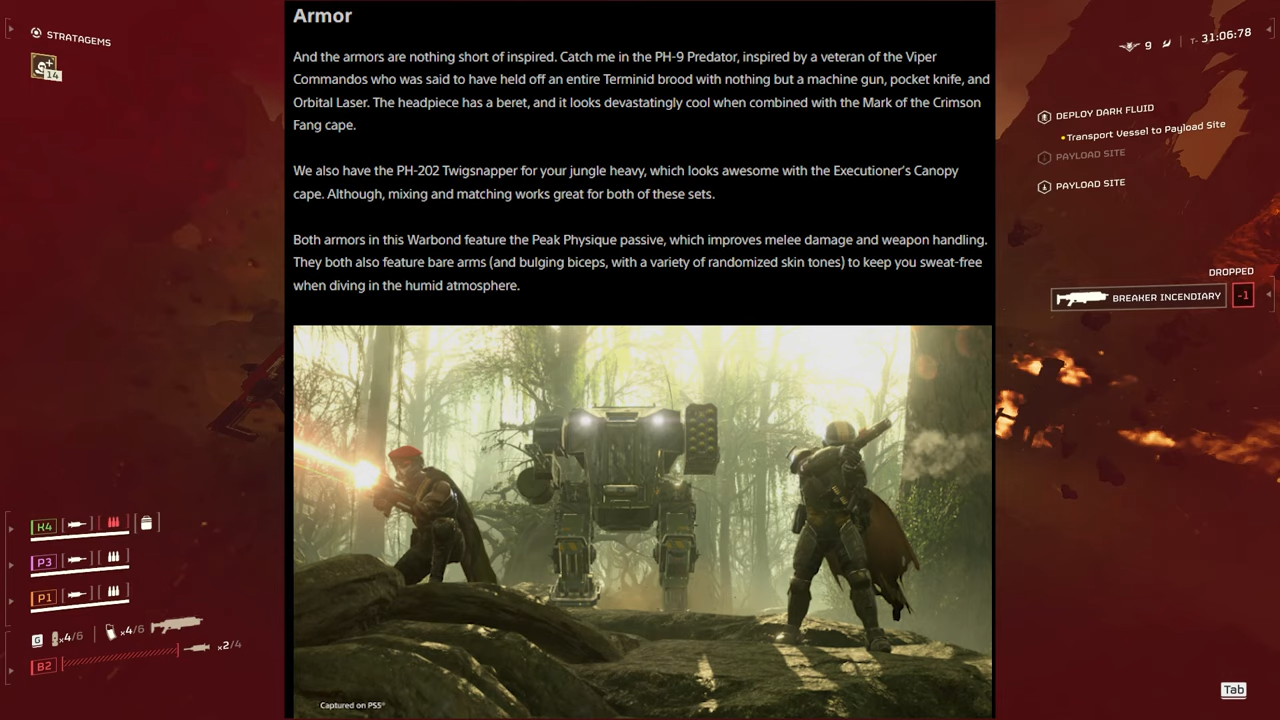 STRATAGEMS
14
9
T- 31:06:78
DEPLOY DARK FLUID
Transport Vessel to Payload Site
PAYLOAD SITE
PAYLOAD SITE
DROPPED
BREAKER INCENDIARY
-1
Armor
And the armors are nothing short of inspired. Catch me in the PH-9 Predator, inspired by a veteran of the Viper
Commandos who was said to have held off an entire Terminid brood with nothing but a machine gun, pocket knife, and
Orbital Laser. The headpiece has a beret, and it looks devastatingly cool when combined with the Mark of the Crimson
Fang cape.
We also have the PH-202 Twigsnapper for your jungle heavy, which looks awesome with the Executioner's Canopy
cape. Although, mixing and matching works great for both of these sets.
Both armors in this Warbond feature the Peak Physique passive, which improves melee damage and weapon handling.
They both also feature bare arms (and bulging biceps, with a variety of randomized skin tones) to keep you sweat-free
when diving in the humid atmosphere.
Captured on PS5®
K4
P3
P1
G x4/6 x4/6
B2 x2/4
Tab